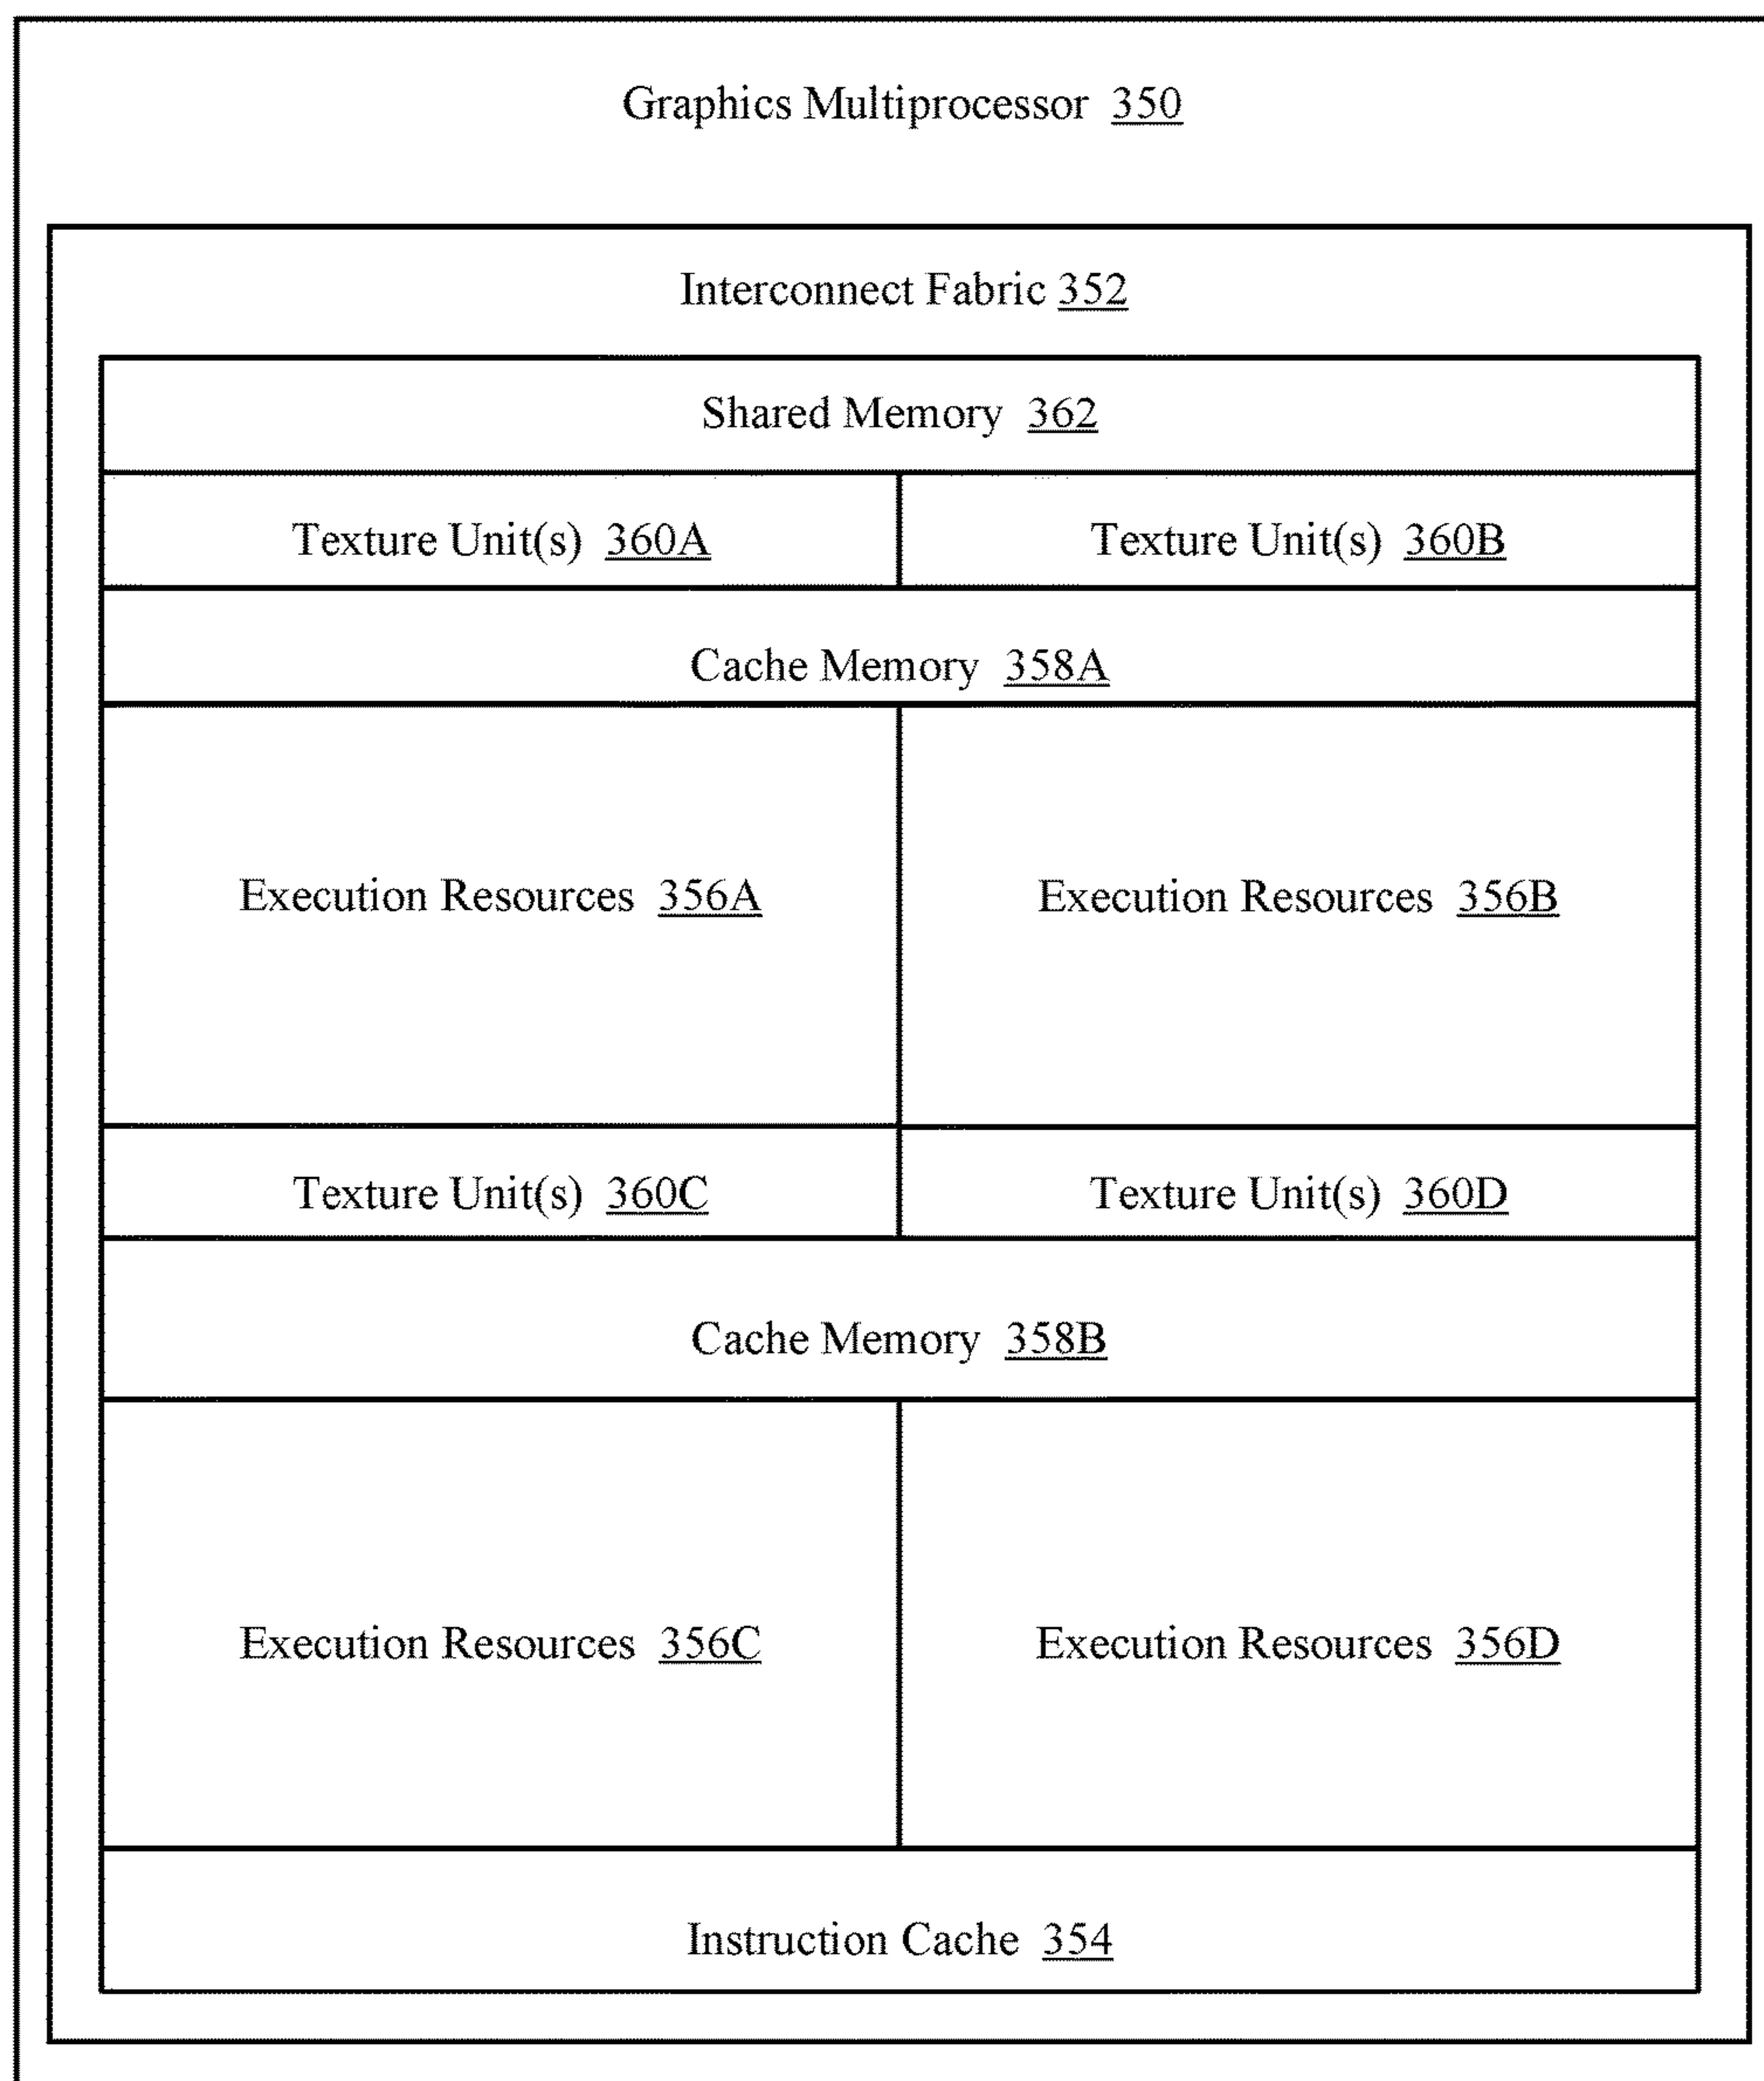 Graphics Multiprocessor 350
Interconnect Fabric 352
Shared Memory 362
Texture Unit(s) 360A Texture Unit(s) 360B
Cache Memory 358A
Execution Resources 356A Execution Resources 356B
Texture Unit(s) 360C Texture Unit(s) 360D
Cache Memory 358B
Execution Resources 356C Execution Resources 356D
Instruction Cache 354